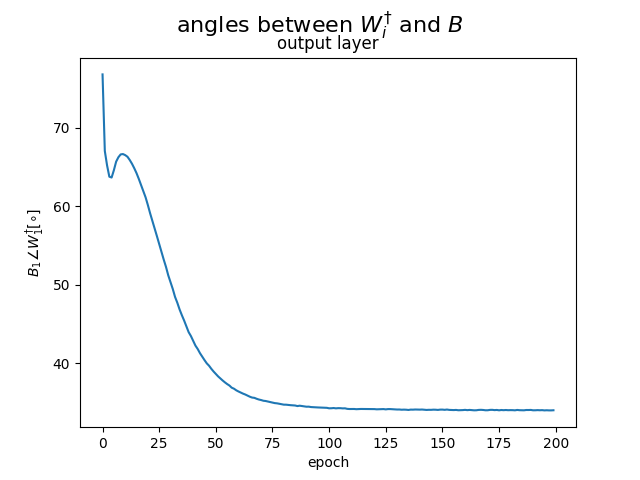 angles between $W_i^\dagger$ and $B$
output layer
$B_1 \angle W_1^\dagger [\circ]$
70
60
50
40
0 25 50 75 100 125 150 175 200
epoch